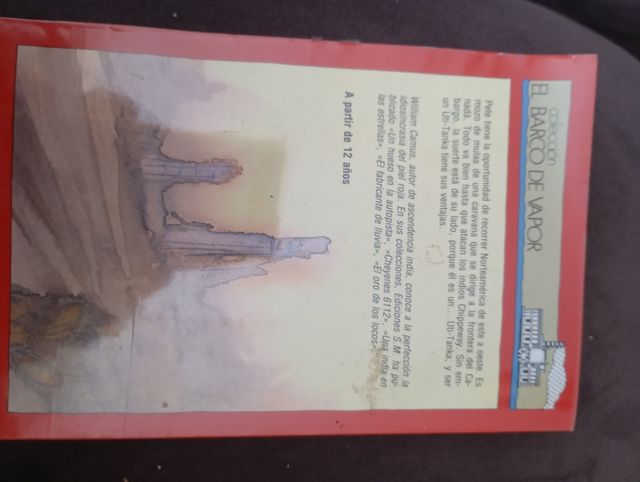 colección
EL BARCO DE VAPOR
Pete tiene la oportunidad de recorrer Norteamérica de este a oeste. Es
mozo de mulas de una caravana que se dirige a la frontera del Ca-
nadá. Todo va bien hasta que atacan los indios Chippeway. Sin em-
bargo, la suerte está de su lado, porque él es un... Uti-Tanka, y ser
un Uti-Tanka tiene sus ventajas.
William Camus, autor de ascendencia india, conoce a la perfección la
idiosincrasia del piel roja. En sus colecciones, Ediciones S.M. ha pu-
blicado «Un hueso en la autopista», «Cheyenes 6112», «Una india en
las estrellas», «El fabricante de lluvia», «El oro de los locos».
A partir de 12 años